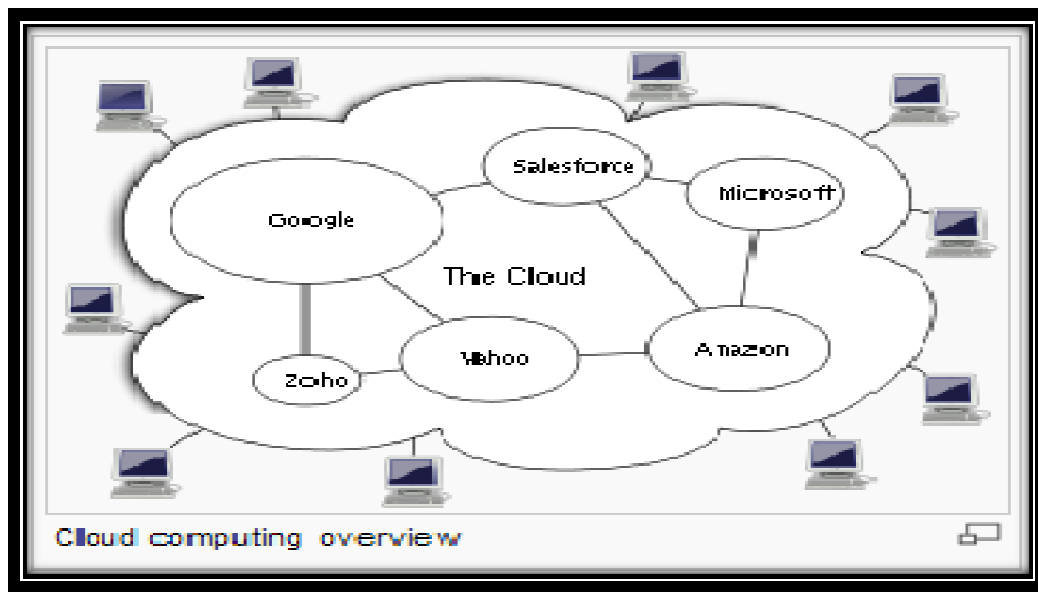 Salesforce
Microsoft
Google
The Cloud
Yahoo
Amazon
Zoho
Cloud computing overview